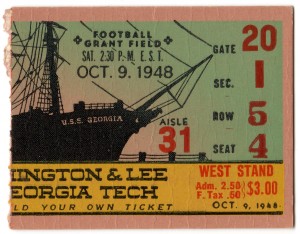 FOOTBALL
GRANT FIELD
SAT. 2:30 P.M. E.S.T.
OCT. 9, 1948
GATE 20
SEC. 1
ROW 5
SEAT 4
U.S.S. GEORGIA
AISLE
31
WEST STAND
Adm. 2.50
F. Tax .50
$3.00
OCT. 9, 1948
INGTON & LEE
EORGIA TECH
LD YOUR OWN TICKET